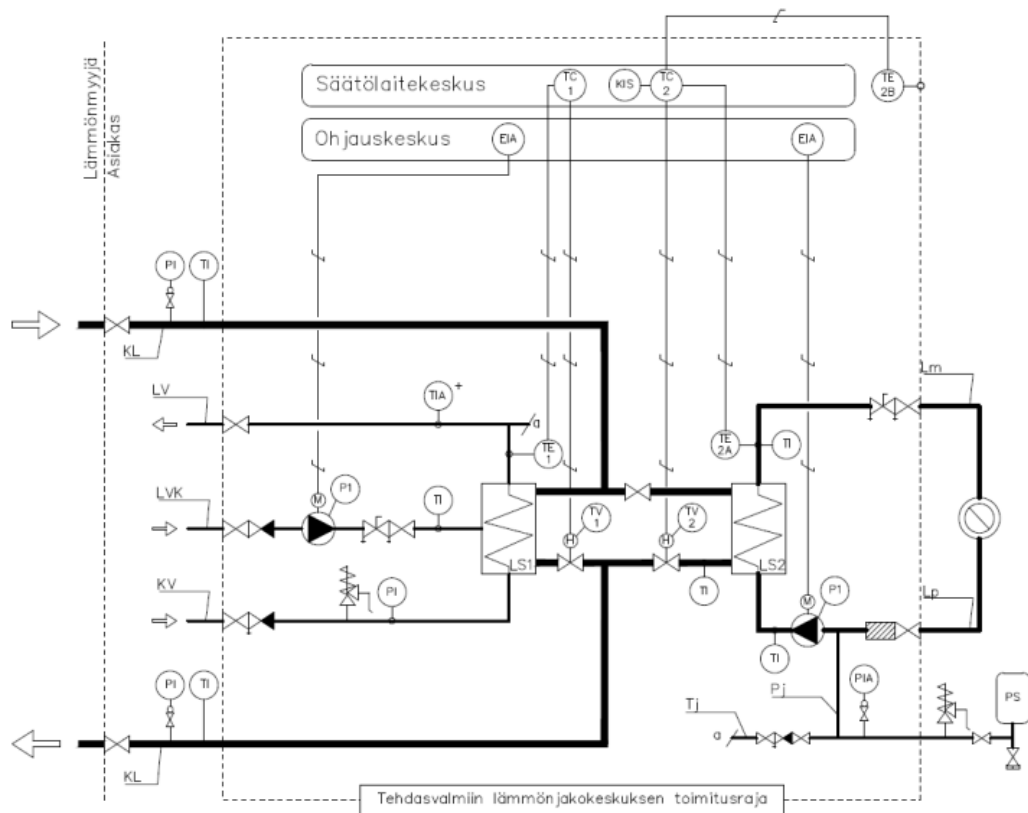 Lämmönmyyjä
Asiakas
Säätölaitekeskus
TC 1
KIS
TC 2
TE 2B
Ohjauskeskus
EIA
EIA
PI
TI
KL
LV
TIA +
a
TE 1
TE 2A
TI
Lm
LVK
M
P1
TI
TV 1
TV 2
H
H
LS1
LS2
TI
KV
PI
M
P1
Lp
TI
PI
TI
KL
Pj
PIA
PS
Tj
a
Tehdasvalmiin lämmönjakokeskuksen toimitusraja